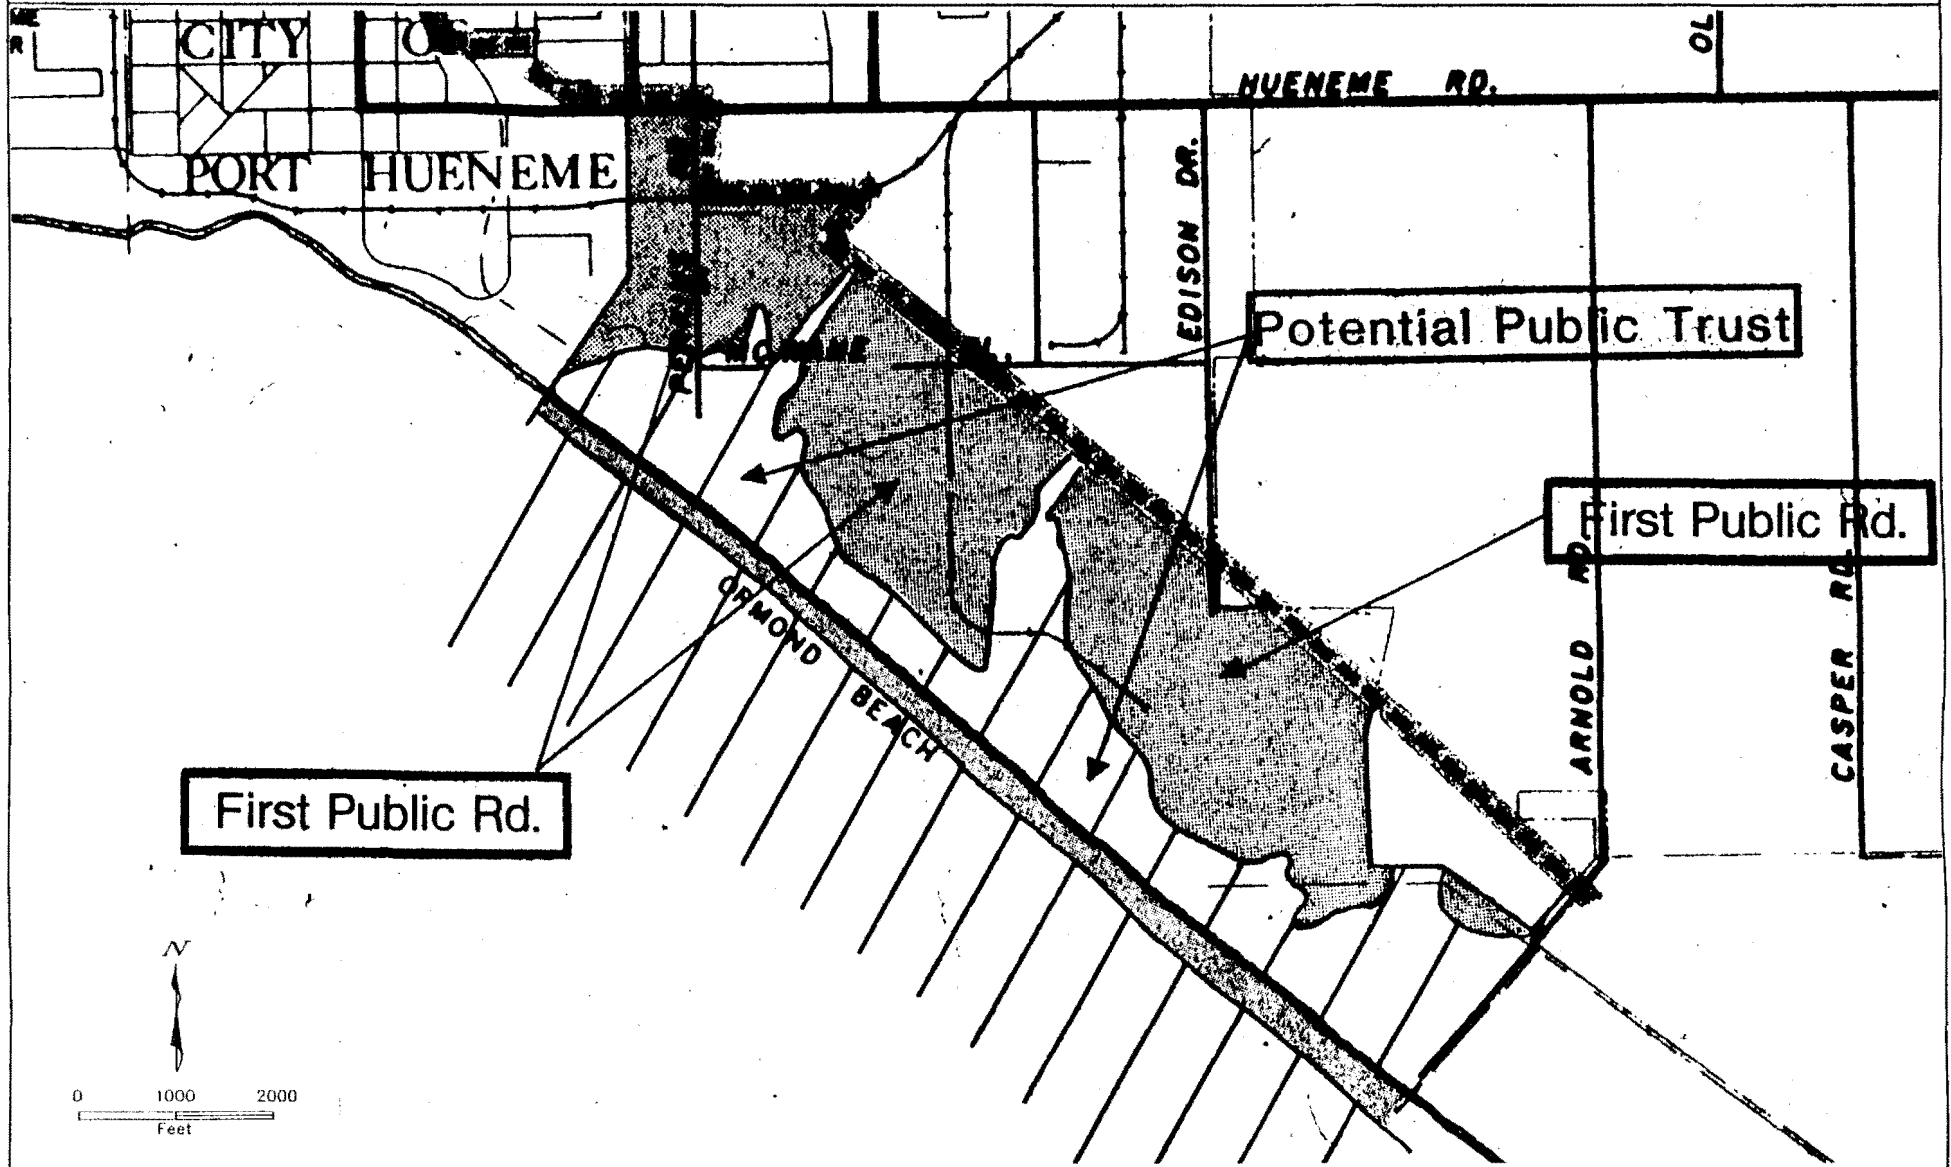 CITY
HUENEME RD.
PORT HUENEME
EDISON DR.
Potential Public Trust
First Public Rd.
ARNOLD RD.
CASPER RD.
ORMOND BEACH
First Public Rd.
N
0 1000 2000
Feet